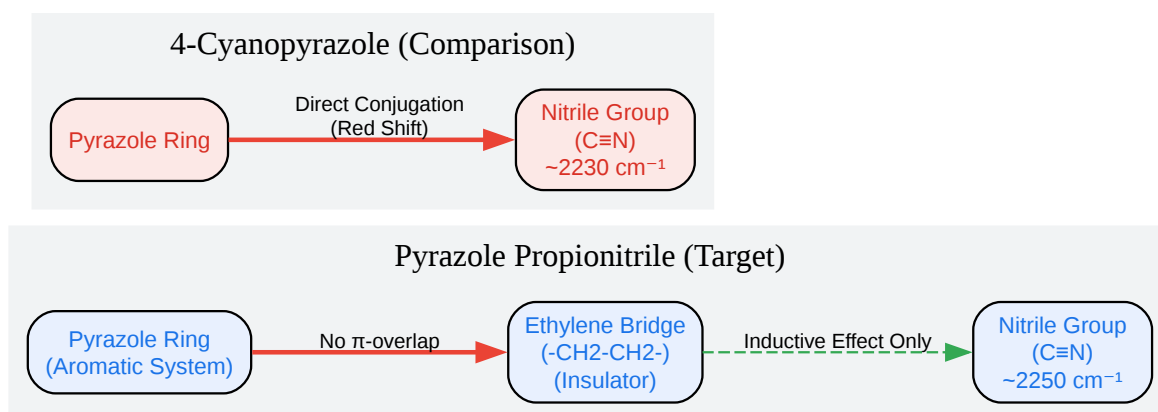 4-Cyanopyrazole (Comparison)
Pyrazole Ring
Direct Conjugation
(Red Shift)
Nitrile Group
(C≡N)
~2230 cm⁻¹
Pyrazole Propionitrile (Target)
Pyrazole Ring
(Aromatic System)
No π-overlap
Ethylene Bridge
(-CH2-CH2-)
(Insulator)
Inductive Effect Only
Nitrile Group
(C≡N)
~2250 cm⁻¹